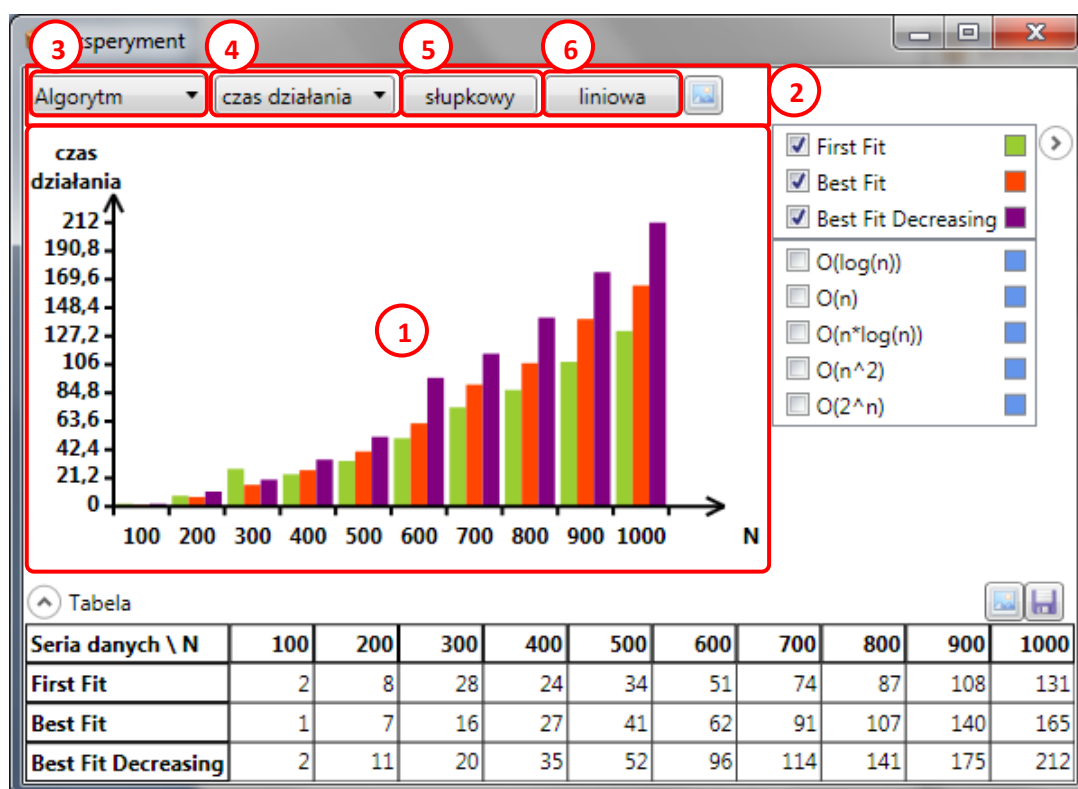 ksperyment
3 4 5 6
Algorytm czas działania słupkowy liniowa 2
czas
działania
212
190,8
169,6
148,4
127,2
106
84,8
63,6
42,4
21,2
0
100 200 300 400 500 600 700 800 900 1000 N
1
First Fit
Best Fit
Best Fit Decreasing
O(log(n))
O(n)
O(n*log(n))
O(n^2)
O(2^n)
Tabela
Seria danych \ N 100 200 300 400 500 600 700 800 900 1000
First Fit 2 8 28 24 34 51 74 87 108 131
Best Fit 1 7 16 27 41 62 91 107 140 165
Best Fit Decreasing 2 11 20 35 52 96 114 141 175 212